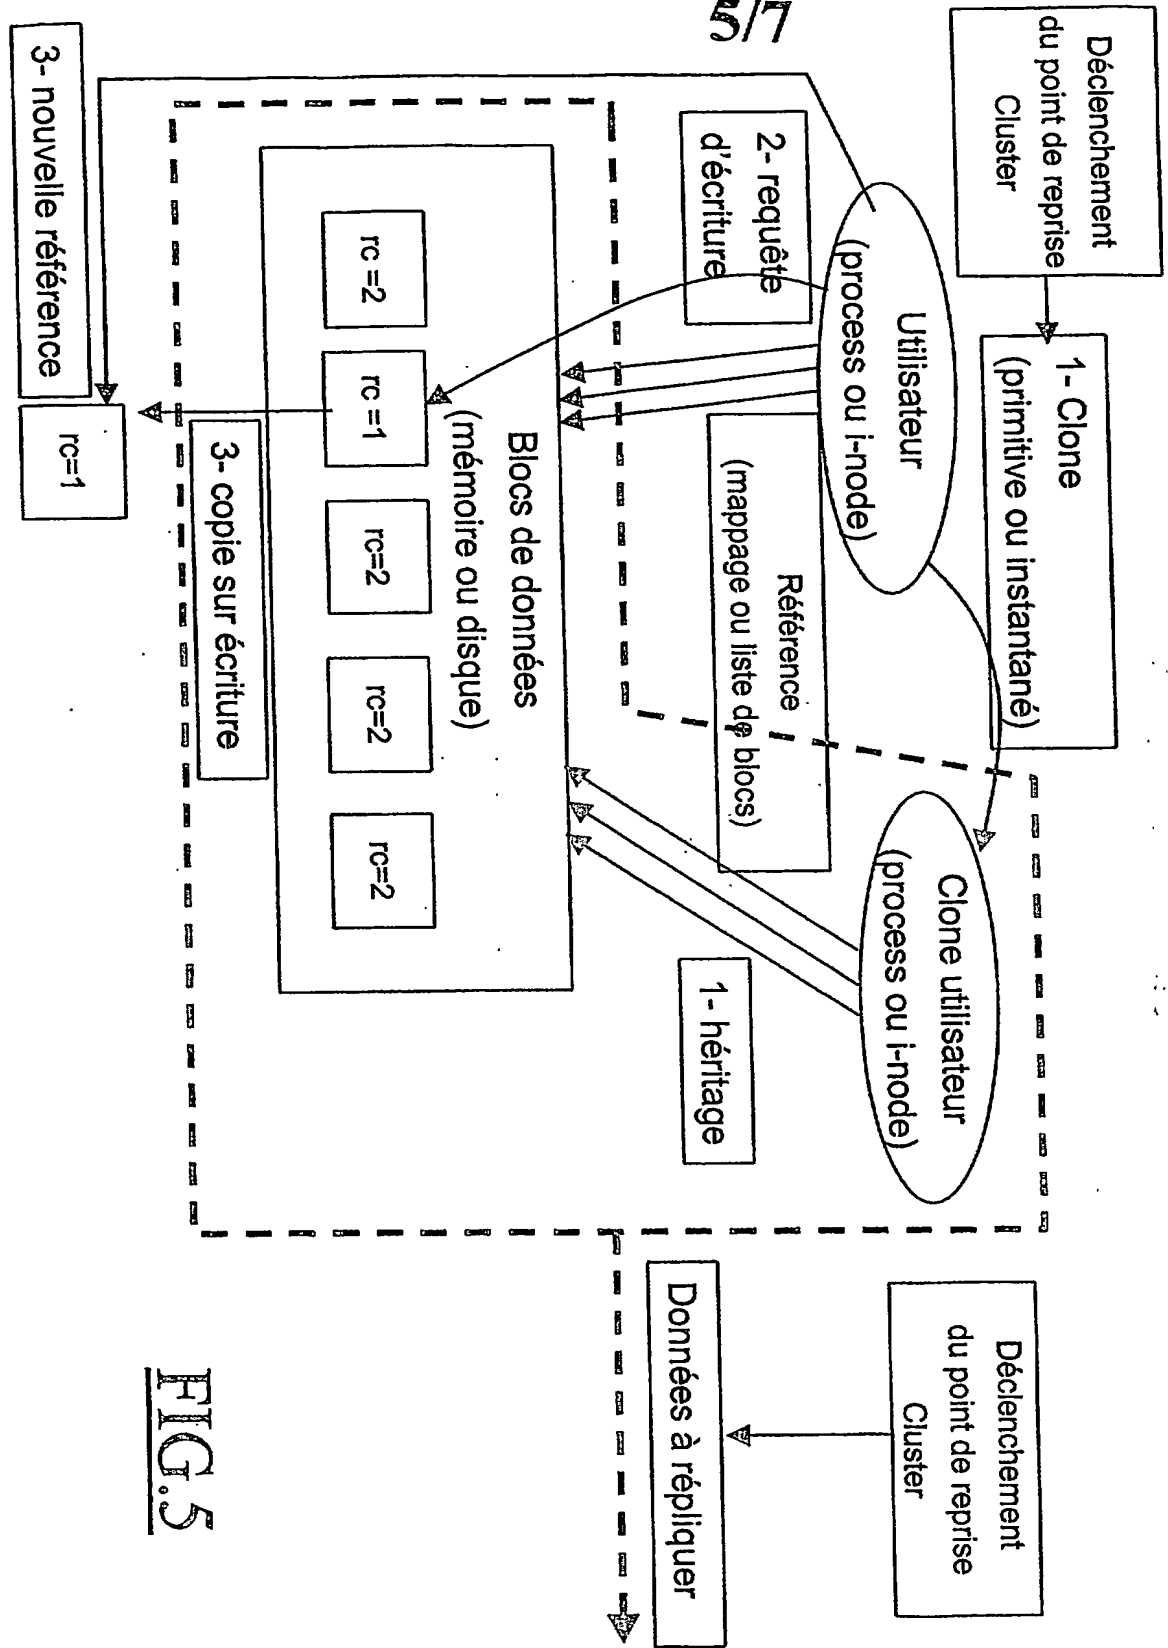 5/7
Déclenchement
du point de reprise
Cluster
1- Clone
(primitive ou instantané)
Utilisateur
(process ou i-node)
Clone utilisateur
(process ou i-node)
Déclenchement
du point de reprise
Cluster
2- requête
d'écriture
Référence
(mappage ou liste de blocs)
1- héritage
Données à répliquer
Blocs de données
(mémoire ou disque)
rc =2
rc =1
rc=2
rc=2
rc=2
3- copie sur écriture
3- nouvelle référence
rc=1
FIG.5